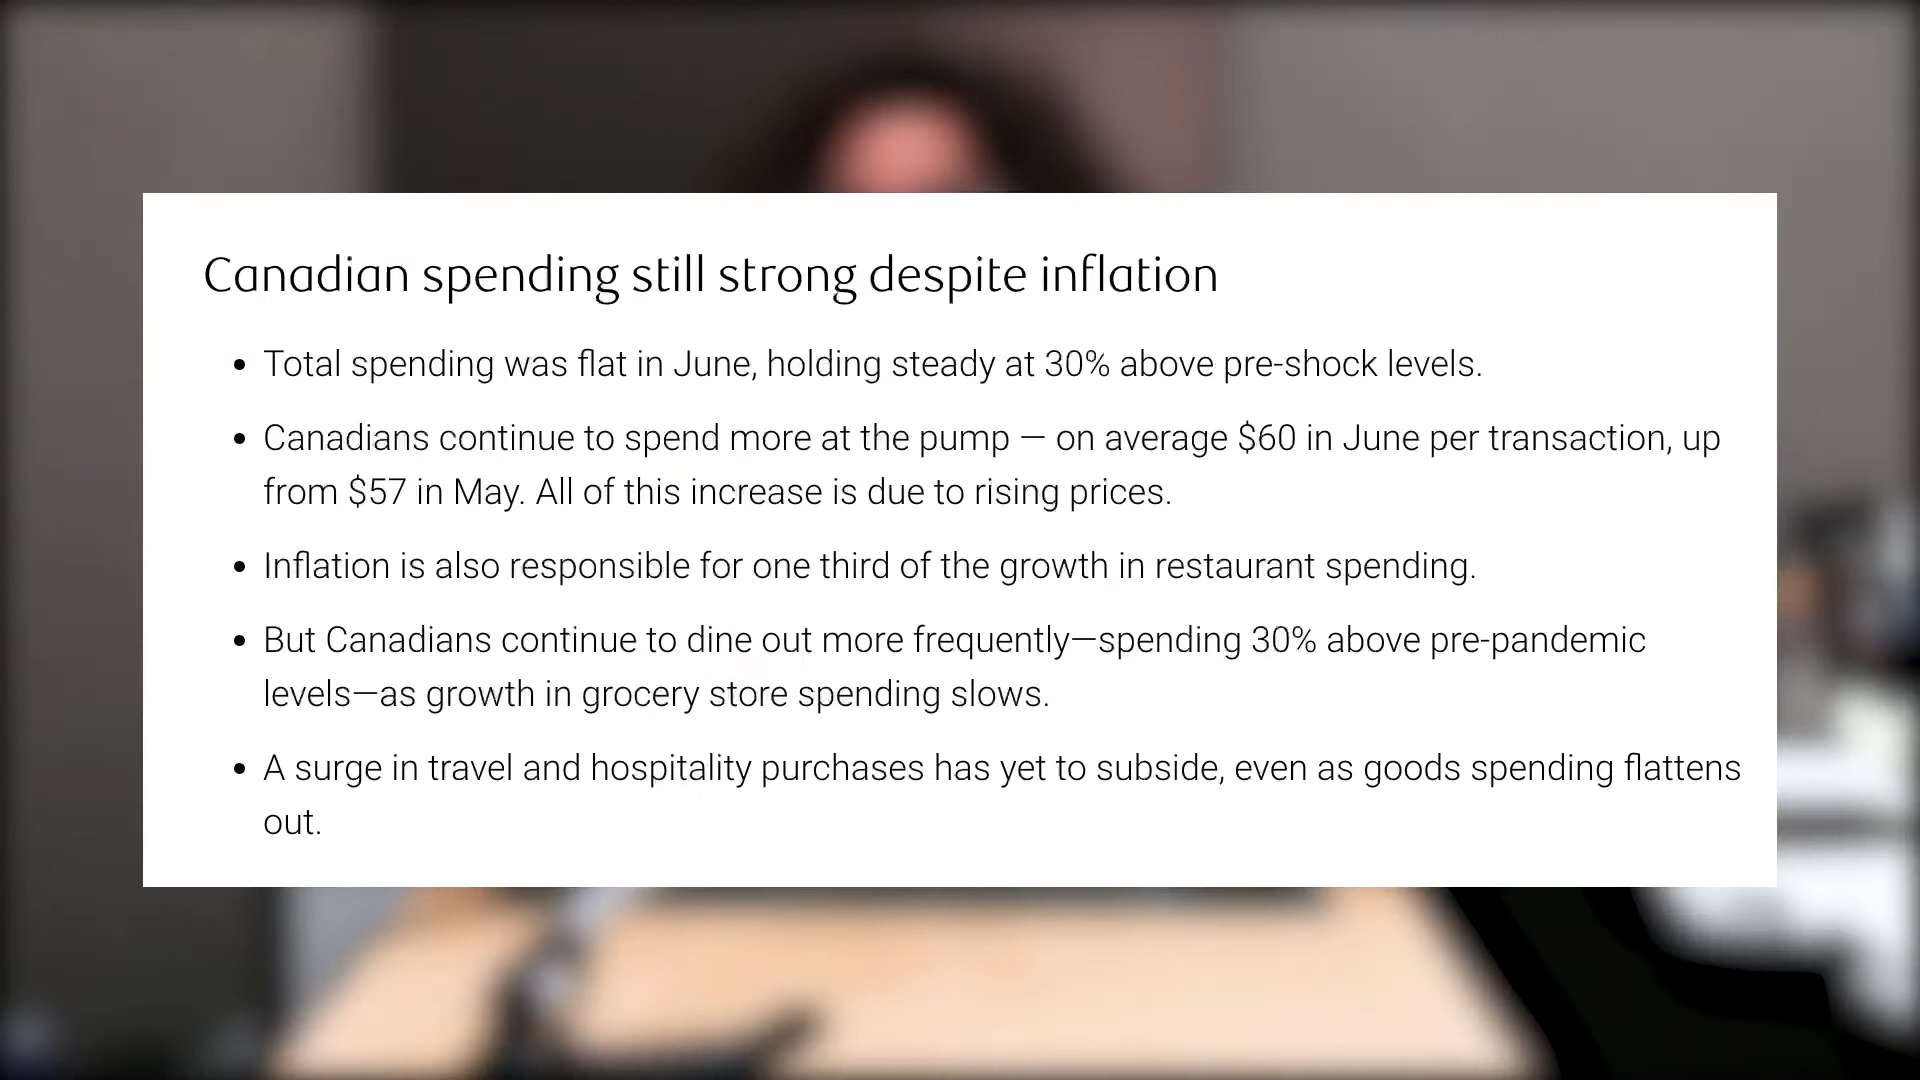 Canadian spending still strong despite inflation
• Total spending was flat in June, holding steady at 30% above pre-shock levels.
• Canadians continue to spend more at the pump — on average $60 in June per transaction, up
from $57 in May. All of this increase is due to rising prices.
• Inflation is also responsible for one third of the growth in restaurant spending.
• But Canadians continue to dine out more frequently—spending 30% above pre-pandemic
levels—as growth in grocery store spending slows.
• A surge in travel and hospitality purchases has yet to subside, even as goods spending flattens
out.